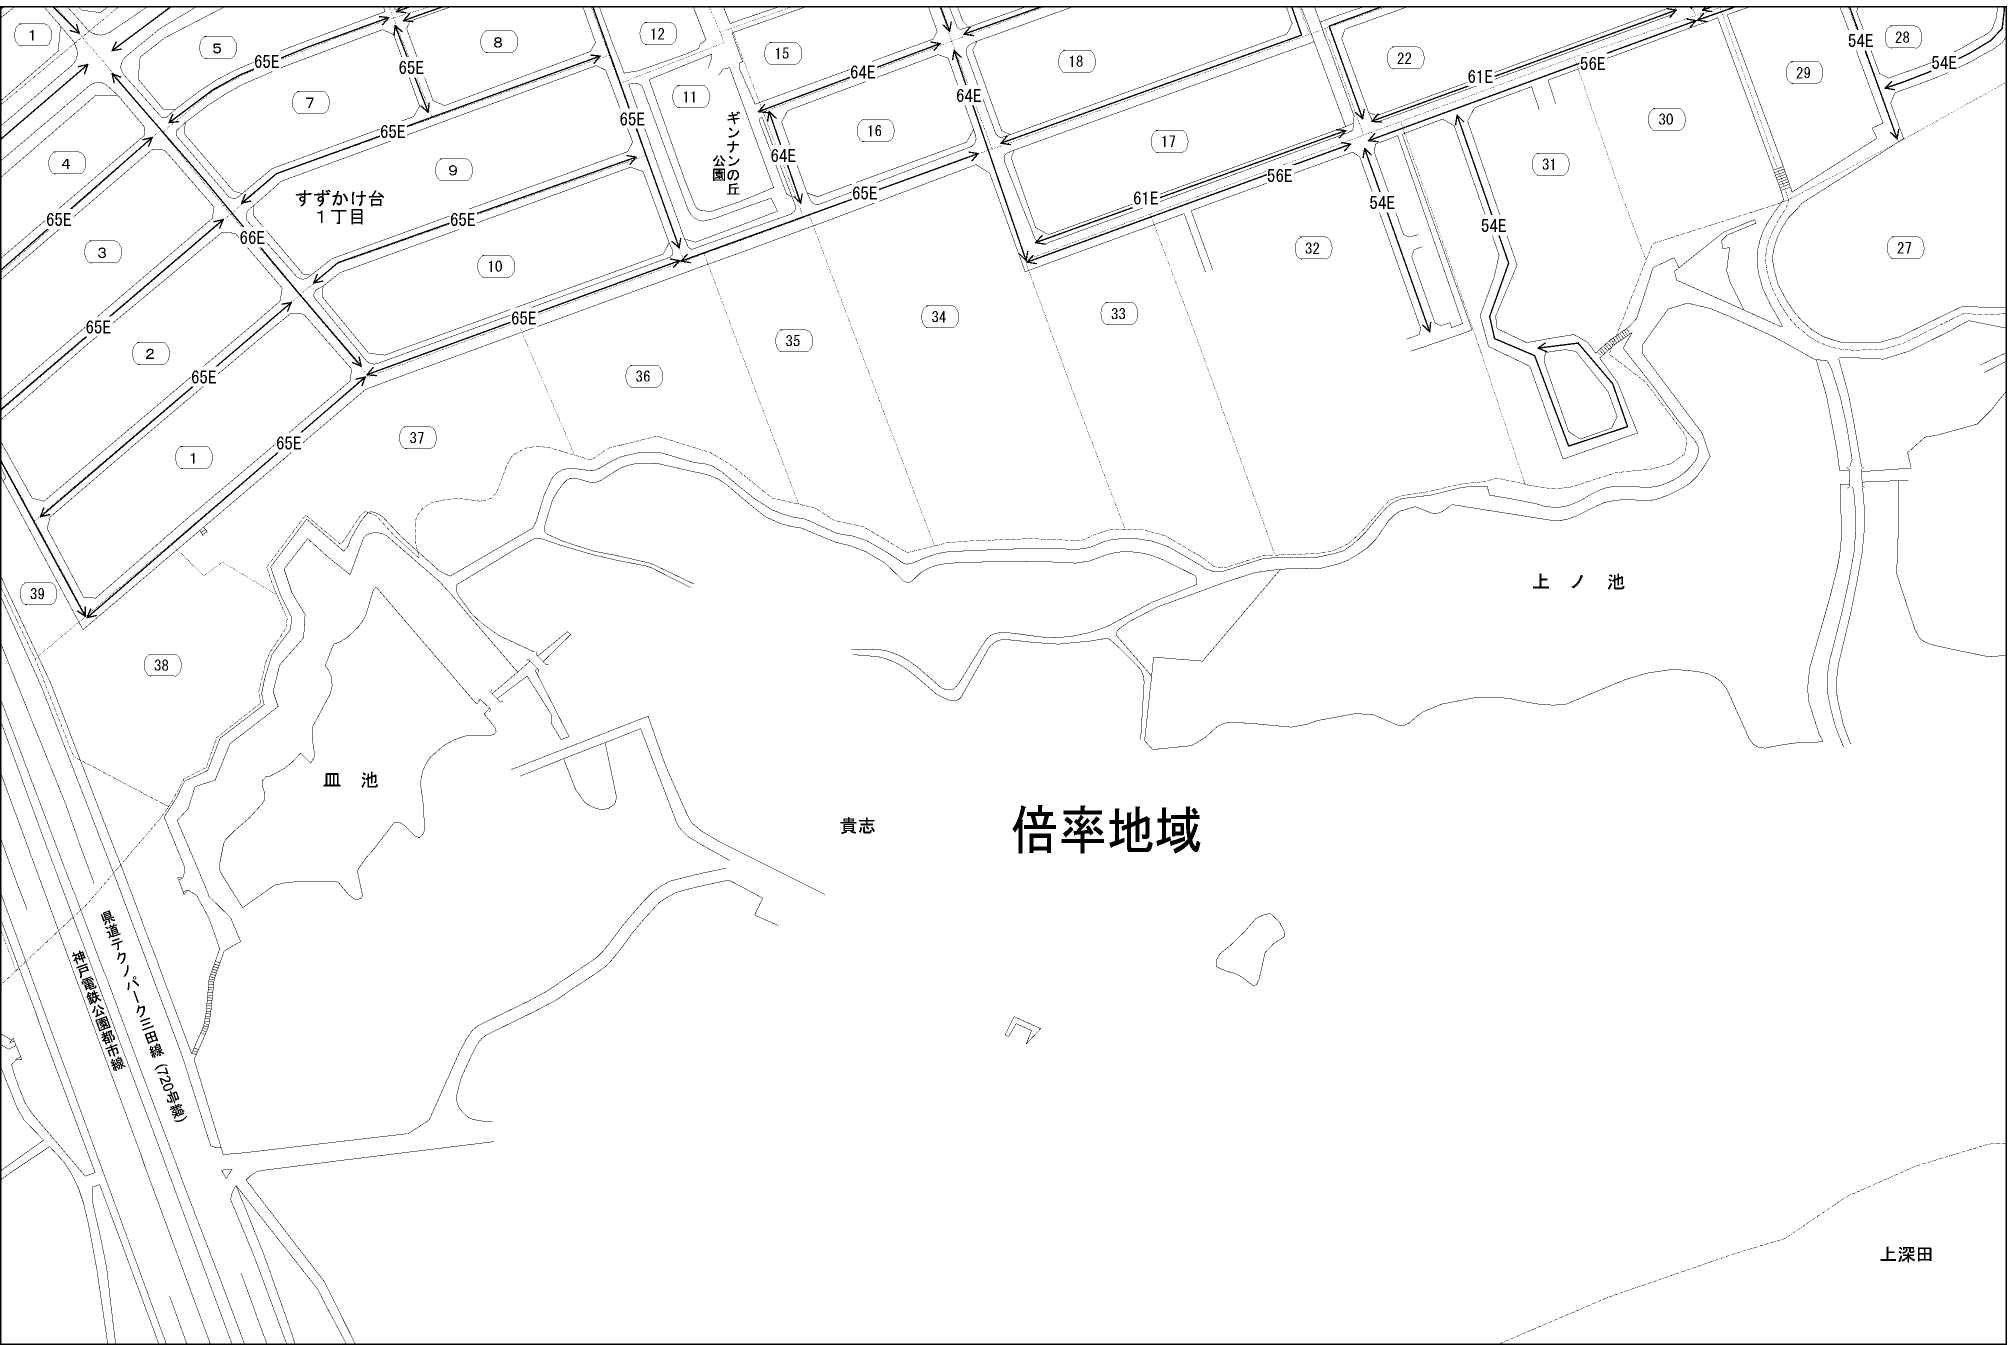 1
5
8
12
15
18
22
28
29
65E
65E
64E
61E
56E
54E
54E
7
11
16
17
30
31
65E
65E
64E
64E
ギンナンの丘
公園
4
9
すずかけ台
1丁目
65E
65E
65E
61E
56E
54E
54E
3
66E
10
32
27
2
65E
65E
65E
36
35
34
33
1
65E
37
39
38
上ノ池
皿池
貴志
倍率地域
県道テクノパーク三田線(720号線)
神戸電鉄公園都市線
上深田